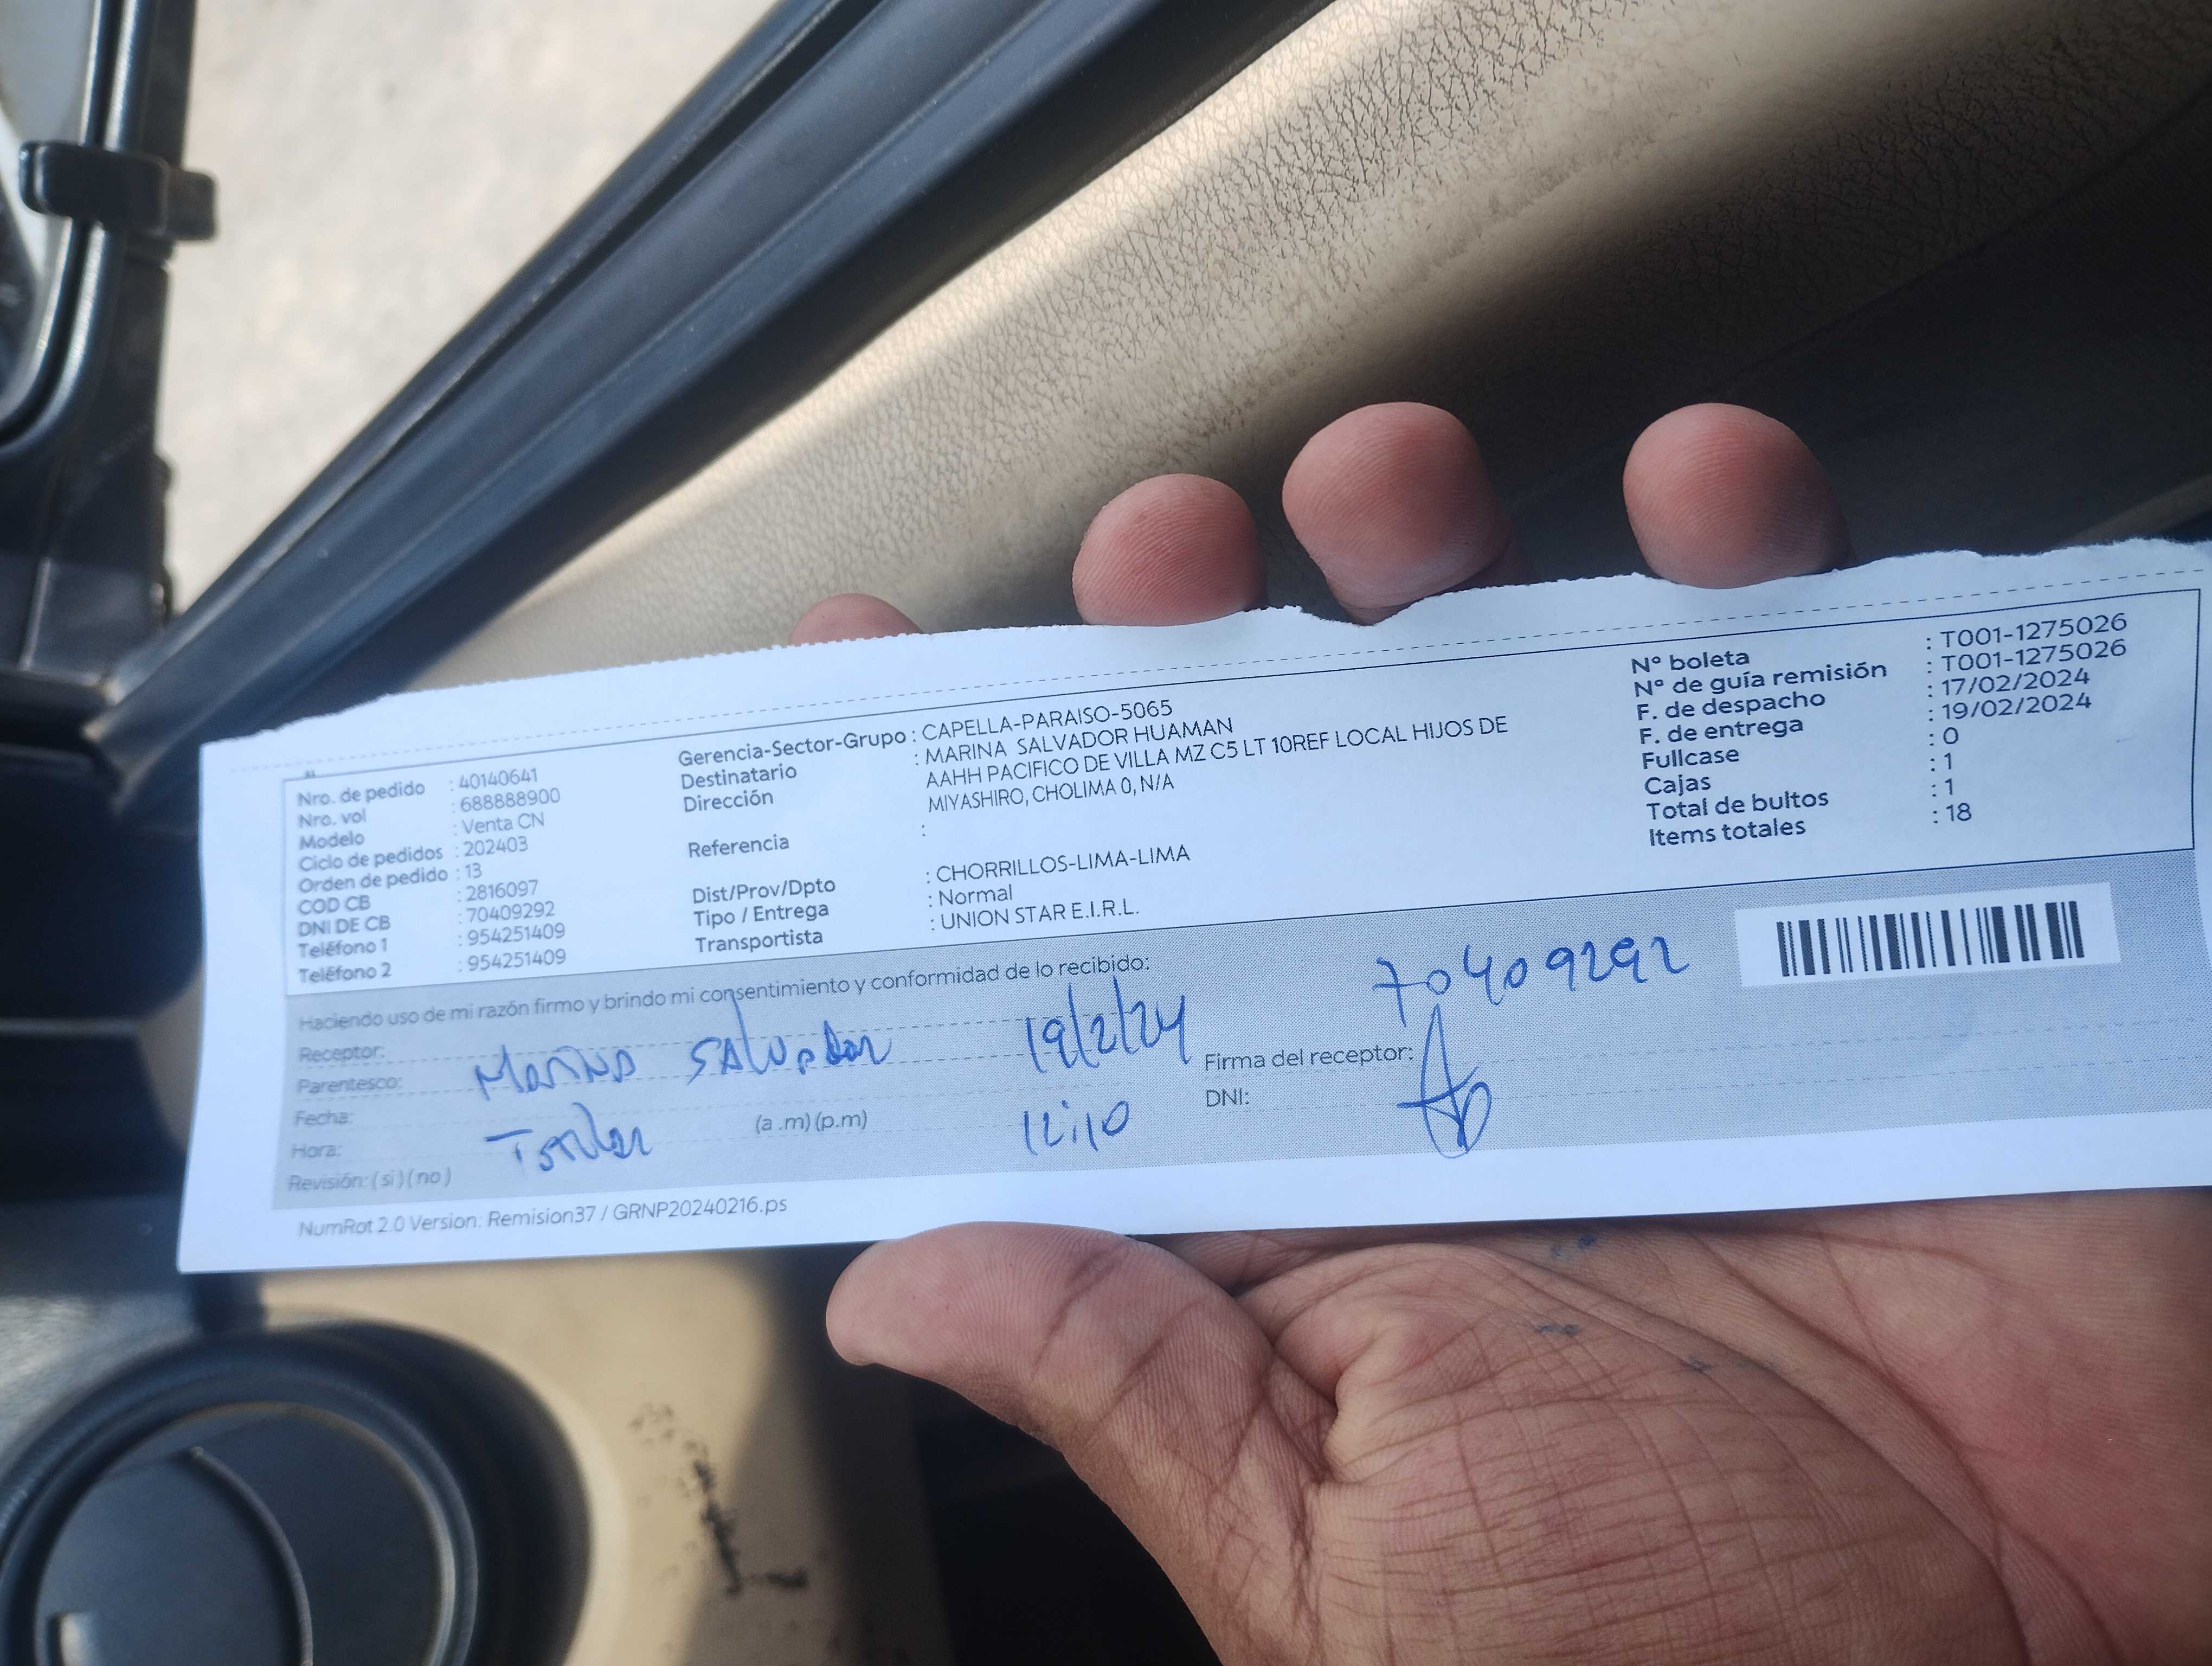 Nro. de pedido : 40140641
Nro. vol : 688888900
Modelo : Venta CN
Ciclo de pedidos : 202403
Orden de pedido : 13
COD CB : 2816097
DNI DE CB : 70409292
Teléfono 1 : 954251409
Teléfono 2 : 954251409
Gerencia-Sector-Grupo : CAPELLA-PARAISO-5065
Destinatario : MARINA SALVADOR HUAMAN
Dirección AAHH PACIFICO DE VILLA MZ C5 LT 10REF LOCAL HIJOS DE
MIYASHIRO, CHOLIMA 0, N/A
Referencia :
Dist/Prov/Dpto : CHORRILLOS-LIMA-LIMA
Tipo / Entrega : Normal
Transportista : UNION STAR E.I.R.L.
Nº boleta : T001-1275026
Nº de guía remisión : T001-1275026
F. de despacho : 17/02/2024
F. de entrega : 19/02/2024
Fullcase : 0
Cajas : 1
Total de bultos : 1
Items totales : 18
Haciendo uso de mi razón firmo y brindo mi consentimiento y conformidad de lo recibido:
Receptor:
Parentesco: Marina Salvador 19/2/24
Fecha:
Hora: (a .m) (p.m) 12:10
Revisión: ( si ) ( no )
70409292
Firma del receptor:
DNI:
NumRot 2.0 Version: Remision37 / GRNP20240216.ps